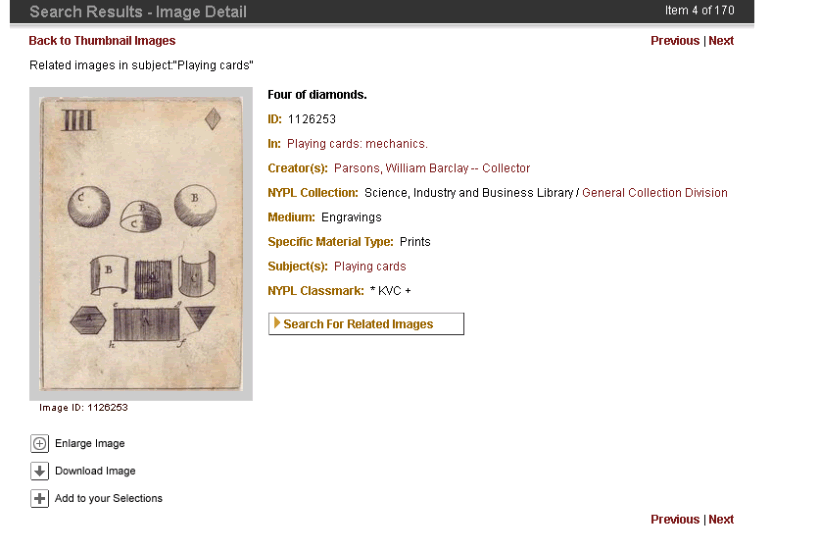 Search Results - Image Detail
Item 4 of 170
Back to Thumbnail Images
Previous | Next
Related images in subject:"Playing cards"
IIII
C
B
C
B
B
A
C
A
e
g
A
A
h
f
Image ID: 1126253
Four of diamonds.
ID: 1126253
In: Playing cards: mechanics.
Creator(s): Parsons, William Barclay -- Collector
NYPL Collection: Science, Industry and Business Library / General Collection Division
Medium: Engravings
Specific Material Type: Prints
Subject(s): Playing cards
NYPL Classmark: * KVC +
Search For Related Images
Enlarge Image
Download Image
Add to your Selections
Previous | Next